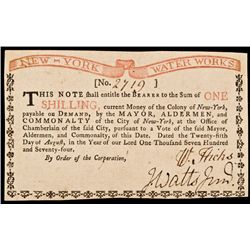 NEW-YORK WATER WORKS
[No. 2719]
THIS NOTE shall entitle the BEARER to the Sum of ONE
SHILLING, current Money of the Colony of New-York,
payable on DEMAND, by the MAYOR, ALDERMEN, and
COMMONALTY of the City of New-York, at the Office of
Chamberlain of the said City, pursuant to a Vote of the said Mayor,
Aldermen, and Commonalty, of this Date. Dated the Twenty-fifth
Day of August, in the Year of our Lord One Thousand Seven
Hundred and Seventy-four.
By Order of the Corporation,
W. Hicks
J. Watts Junr.